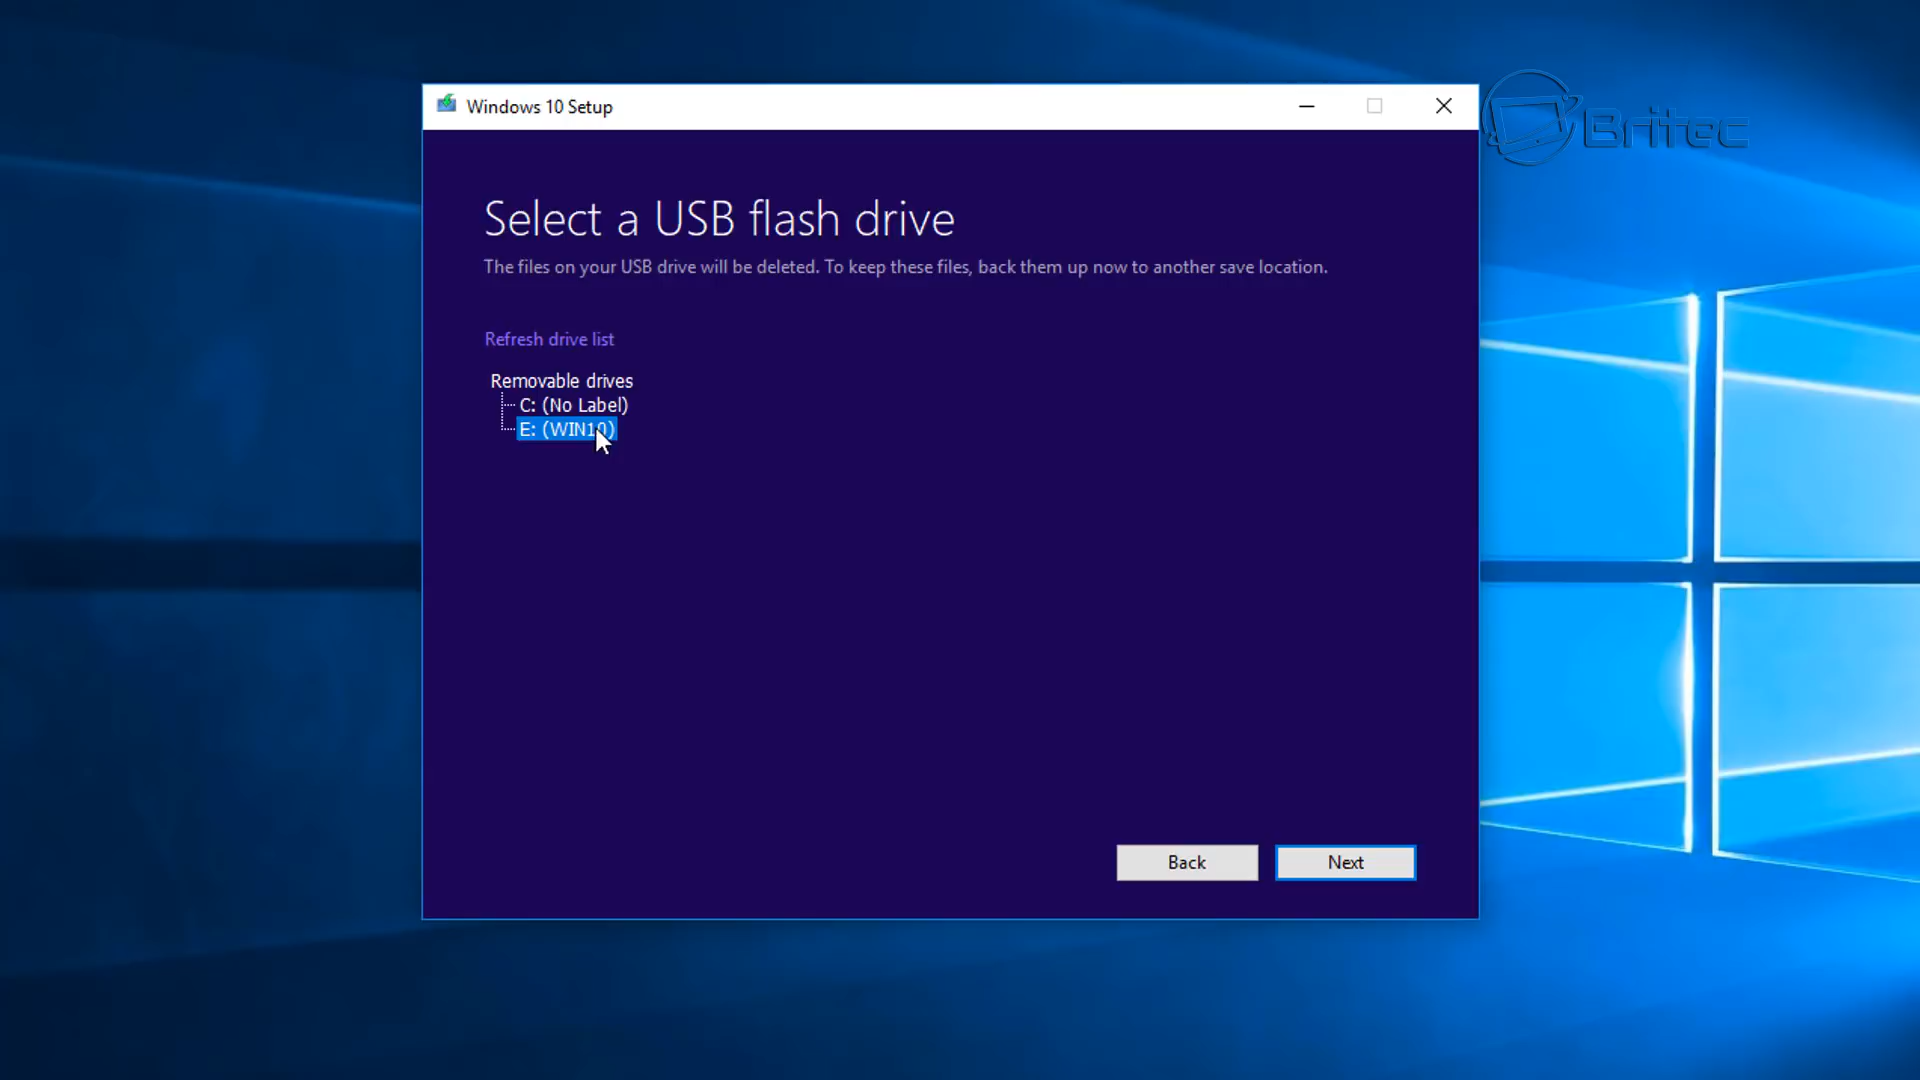 Windows 10 Setup
Britec
Select a USB flash drive
The files on your USB drive will be deleted. To keep these files, back them up now to another save location.
Refresh drive list
Removable drives
C: (No Label)
E: (WIN10)
Back
Next